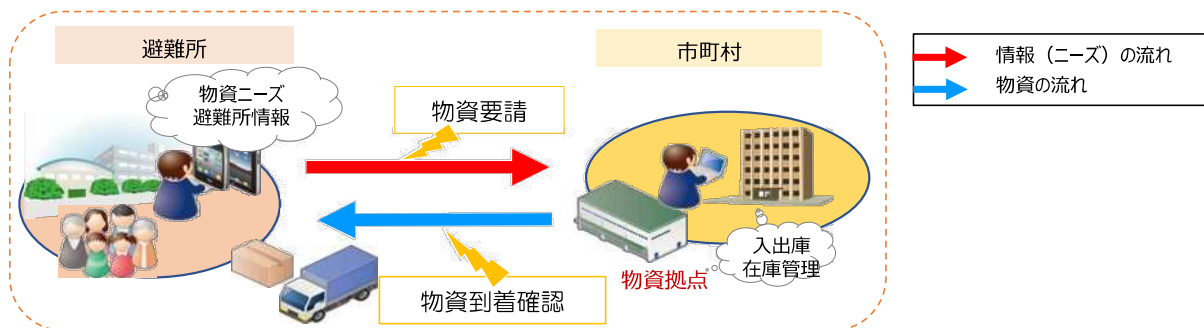 避難所
市町村
情報（ニーズ）の流れ
物資の流れ
物資ニーズ
避難所情報
物資要請
入出庫
在庫管理
物資拠点
物資到着確認